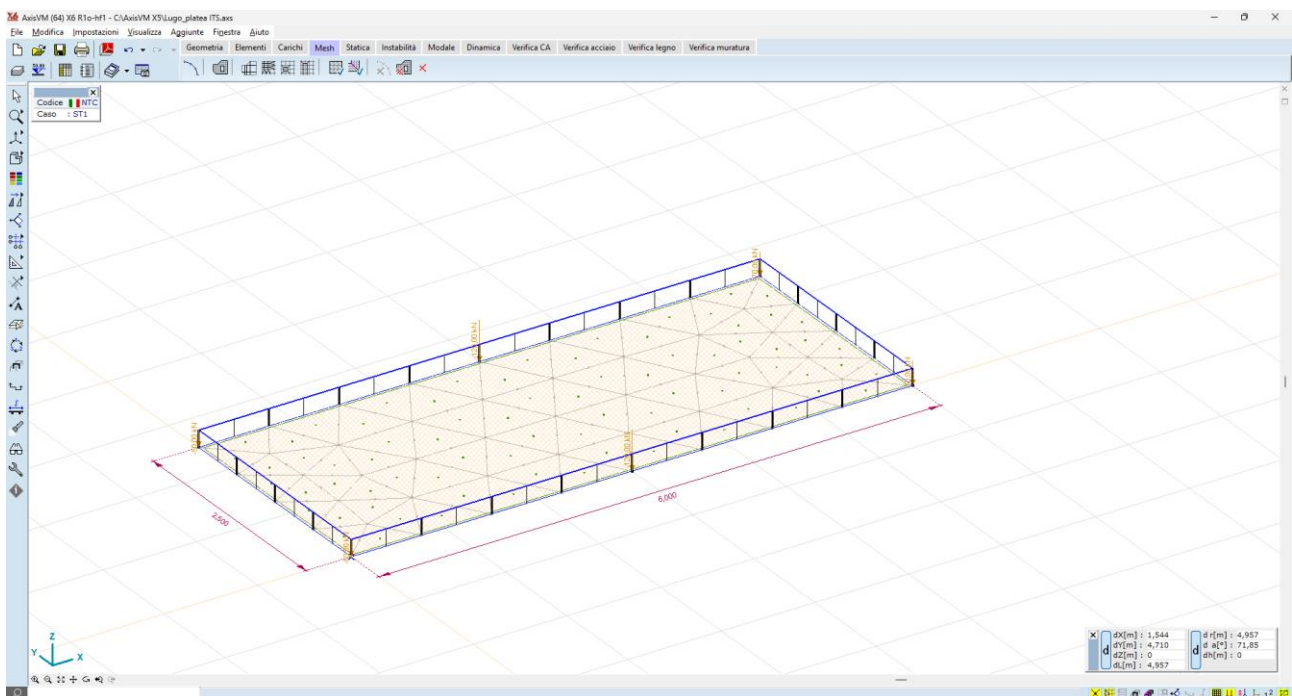 AxisVM (64) X6 R1o-hf1 - C:\AxisVM X5\Lugo_platea ITS.axs
File Modifica Impostazioni Visualizza Aggiunte Finestra Aiuto
Geometria Elementi Carichi Mesh Statica Instabilità Modale Dinamica Verifica CA Verifica acciaio Verifica legno Verifica muratura
Codice NTC
Caso : ST1
2,500
6,000
Z
Y
X
dX[m] : 1,544
dY[m] : 4,710
dZ[m] : 0
dL[m] : 4,957
d
d r[m] : 4,957
d a[°] : 71,85
dh[m] : 0